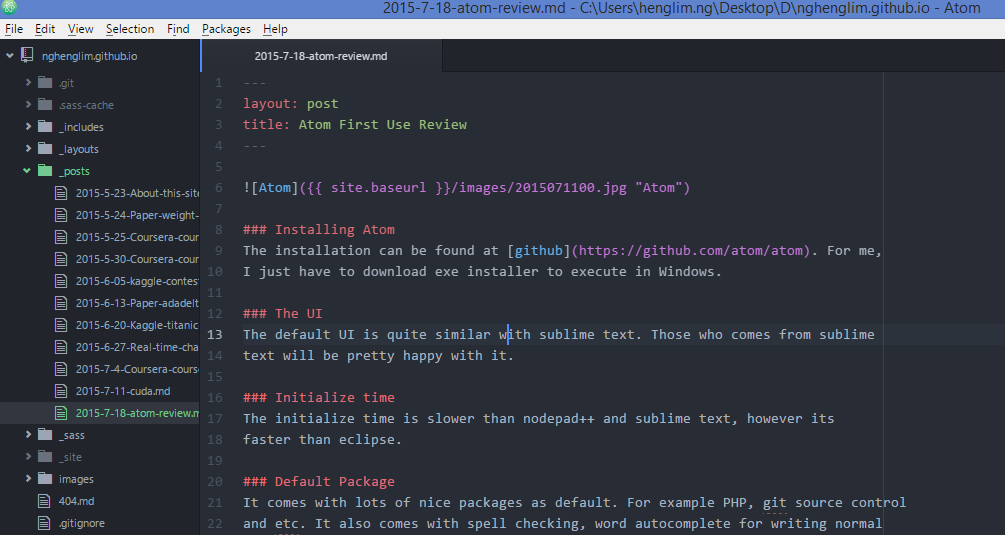 2015-7-18-atom-review.md - C:\Users\henglim.ng\Desktop\D\nghenglim.github.io - Atom
File Edit View Selection Find Packages Help
nghenglim.github.io
.git
.sass-cache
_includes
_layouts
_posts
2015-5-23-About-this-site
2015-5-24-Paper-weight-
2015-5-25-Coursera-cour
2015-5-30-Coursera-cour
2015-6-05-kaggle-contes
2015-6-13-Paper-adadelt
2015-6-20-Kaggle-titanic
2015-6-27-Real-time-cha
2015-7-4-Coursera-cours
2015-7-11-cuda.md
2015-7-18-atom-review.m
_sass
_site
images
404.md
.gitignore
2015-7-18-atom-review.md
1 ---
2 layout: post
3 title: Atom First Use Review
4 ---
5
6 ![Atom]({{ site.baseurl }}/images/2015071100.jpg "Atom")
7
8 ### Installing Atom
9 The installation can be found at [github](https://github.com/atom/atom). For me,
10 I just have to download exe installer to execute in Windows.
11
12 ### The UI
13 The default UI is quite similar with sublime text. Those who comes from sublime
14 text will be pretty happy with it.
15
16 ### Initialize time
17 The initialize time is slower than nodepad++ and sublime text, however its
18 faster than eclipse.
19
20 ### Default Package
21 It comes with lots of nice packages as default. For example PHP, git source control
22 and etc. It also comes with spell checking, word autocomplete for writing normal